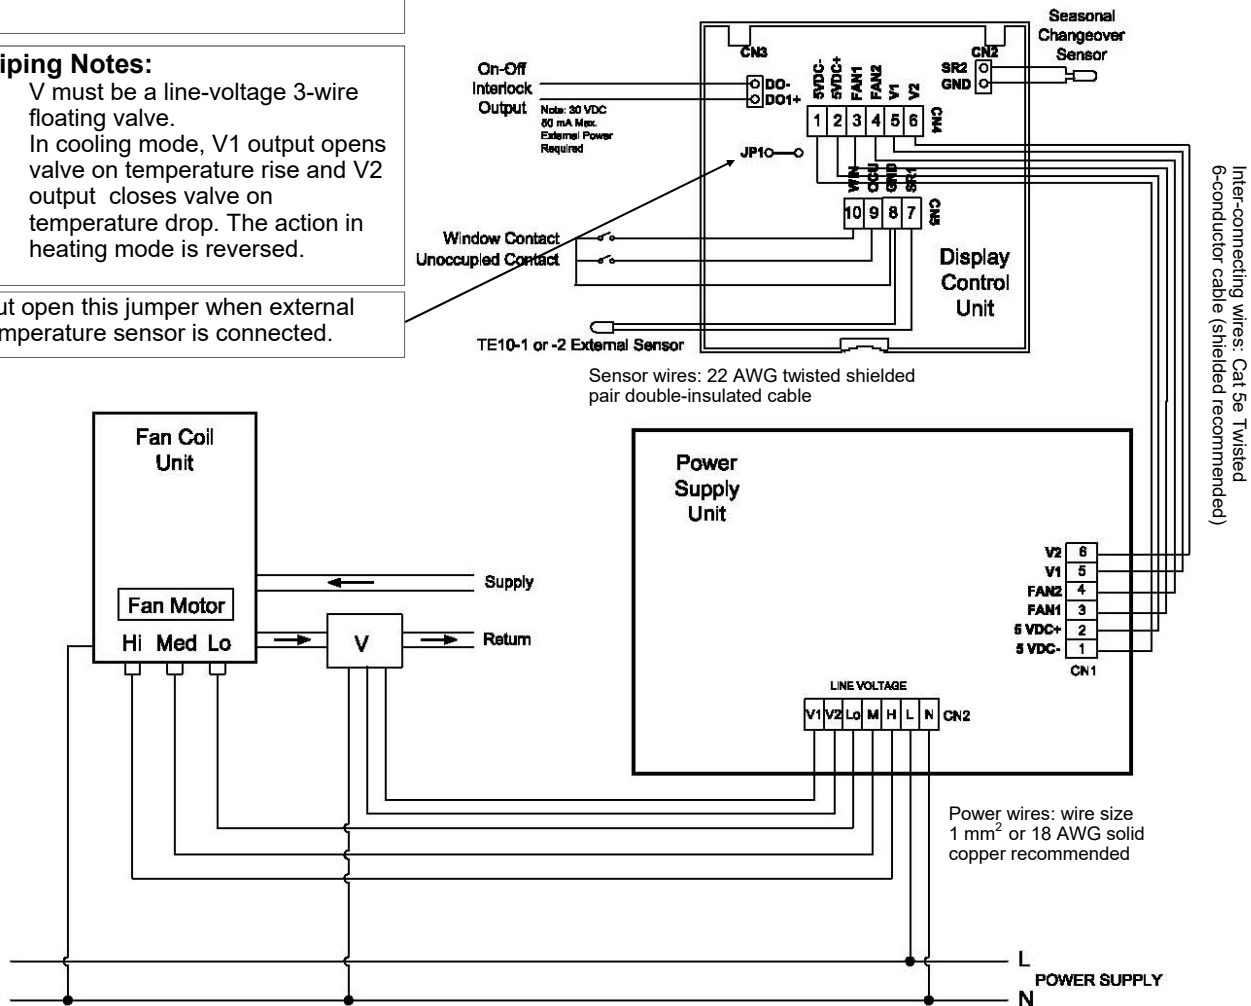 iping Notes:
V must be a line-voltage 3-wire
floating valve.
In cooling mode, V1 output opens
valve on temperature rise and V2
output closes valve on
temperature drop. The action in
heating mode is reversed.
ut open this jumper when external
mperature sensor is connected.
On-Off
Interlock
Output
Note: 30 VDC
80 mA Max.
External Power
Required
CN3
DO-
DO1+
JP1
5VDC-
5VDC+
FAN1
FAN2
V1
V2
1 2 3 4 5 6
CN4
CN2
SR2
GND
Seasonal
Changeover
Sensor
WIN
OCU
GND
SR1
10 9 8 7
CN5
Window Contact
Unoccupied Contact
TE10-1 or -2 External Sensor
Display
Control
Unit
Sensor wires: 22 AWG twisted shielded
pair double-insulated cable
Inter-connecting wires: Cat 5e Twisted
6-conductor cable (shielded recommended)
Fan Coil
Unit
Fan Motor
Hi Med Lo
Supply
Return
V
Power
Supply
Unit
V2 6
V1 5
FAN2 4
FAN1 3
5 VDC+ 2
5 VDC- 1
CN1
LINE VOLTAGE
V1 V2 Lo M H L N CN2
Power wires: wire size
1 mm² or 18 AWG solid
copper recommended
L
POWER SUPPLY
N